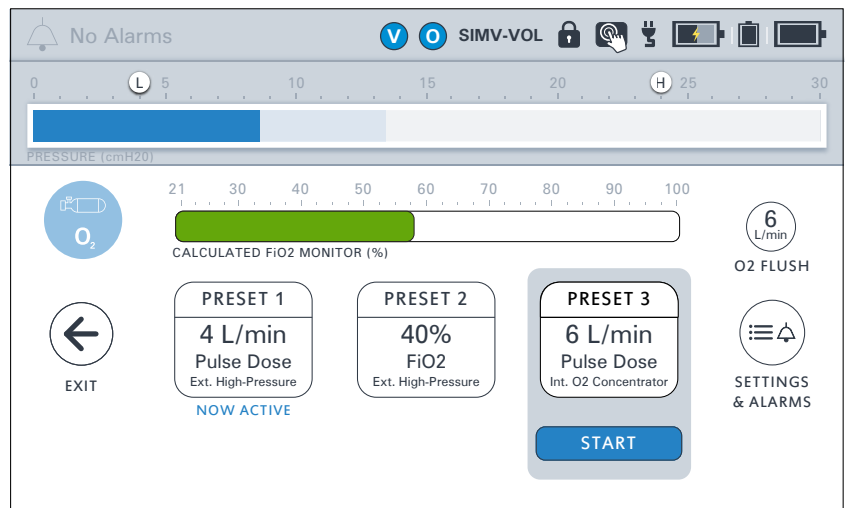 No Alarms
V O SIMV-VOL
0 L 5 10 15 20 H 25 30
PRESSURE (cmH20)
21 30 40 50 60 70 80 90 100
O2
CALCULATED FiO2 MONITOR (%)
6
L/min
O2 FLUSH
PRESET 1
4 L/min
Pulse Dose
Ext. High-Pressure
NOW ACTIVE
PRESET 2
40%
FiO2
Ext. High-Pressure
PRESET 3
6 L/min
Pulse Dose
Int. O2 Concentrator
START
EXIT
SETTINGS
& ALARMS